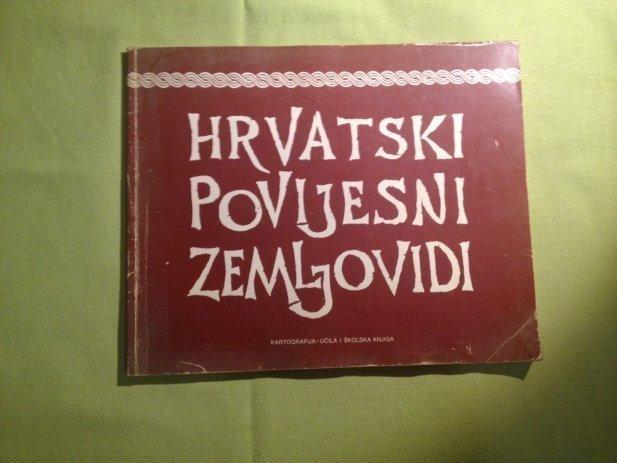 HRVATSKI
POVIJESNI
ZEMLJOVIDI
KARTOGRAFIJA-UČILA I ŠKOLSKA KNJIGA